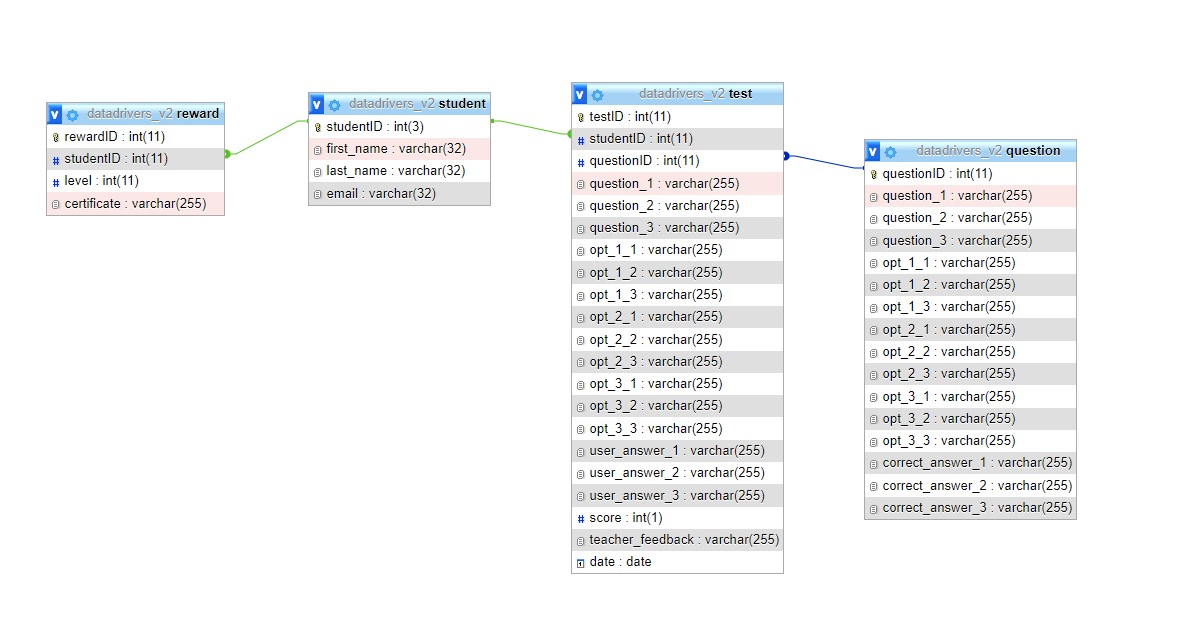 datadrivers_v2 reward
rewardID : int(11)
studentID : int(11)
level : int(11)
certificate : varchar(255)
datadrivers_v2 student
studentID : int(3)
first_name : varchar(32)
last_name : varchar(32)
email : varchar(32)
datadrivers_v2 test
testID : int(11)
studentID : int(11)
questionID : int(11)
question_1 : varchar(255)
question_2 : varchar(255)
question_3 : varchar(255)
opt_1_1 : varchar(255)
opt_1_2 : varchar(255)
opt_1_3 : varchar(255)
opt_2_1 : varchar(255)
opt_2_2 : varchar(255)
opt_2_3 : varchar(255)
opt_3_1 : varchar(255)
opt_3_2 : varchar(255)
opt_3_3 : varchar(255)
user_answer_1 : varchar(255)
user_answer_2 : varchar(255)
user_answer_3 : varchar(255)
score : int(1)
teacher_feedback : varchar(255)
date : date
datadrivers_v2 question
questionID : int(11)
question_1 : varchar(255)
question_2 : varchar(255)
question_3 : varchar(255)
opt_1_1 : varchar(255)
opt_1_2 : varchar(255)
opt_1_3 : varchar(255)
opt_2_1 : varchar(255)
opt_2_2 : varchar(255)
opt_2_3 : varchar(255)
opt_3_1 : varchar(255)
opt_3_2 : varchar(255)
opt_3_3 : varchar(255)
correct_answer_1 : varchar(255)
correct_answer_2 : varchar(255)
correct_answer_3 : varchar(255)